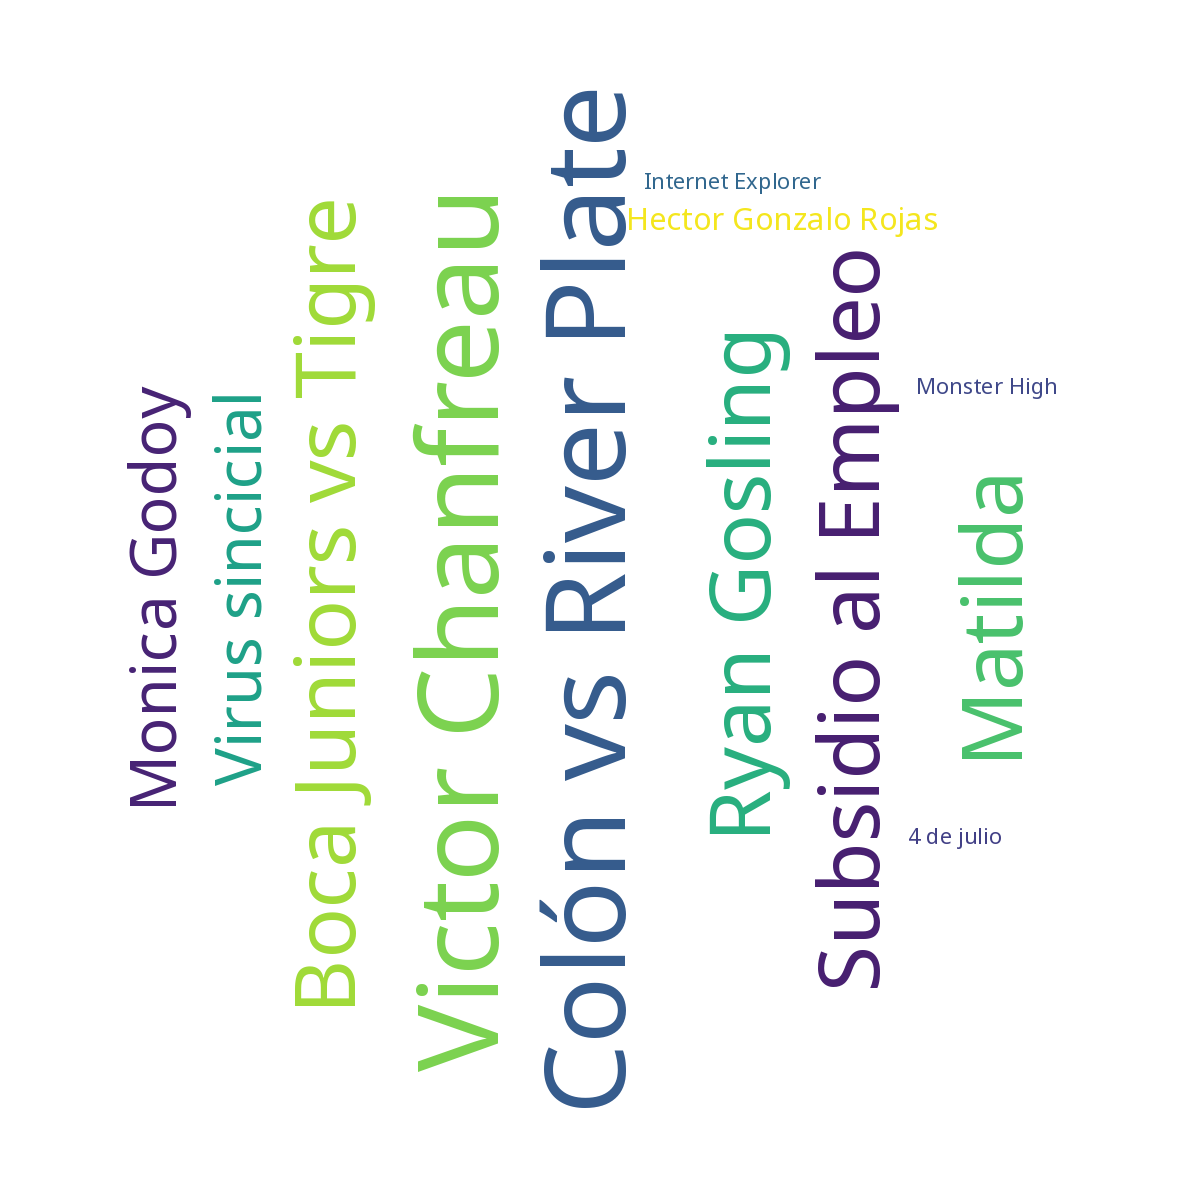 Monica Godoy
Virus sincicial
Boca Juniors vs Tigre
Victor Chanfreau
Colón vs River Plate
Internet Explorer
Hector Gonzalo Rojas
Ryan Gosling
Subsidio al Empleo
Monster High
Matilda
4 de julio